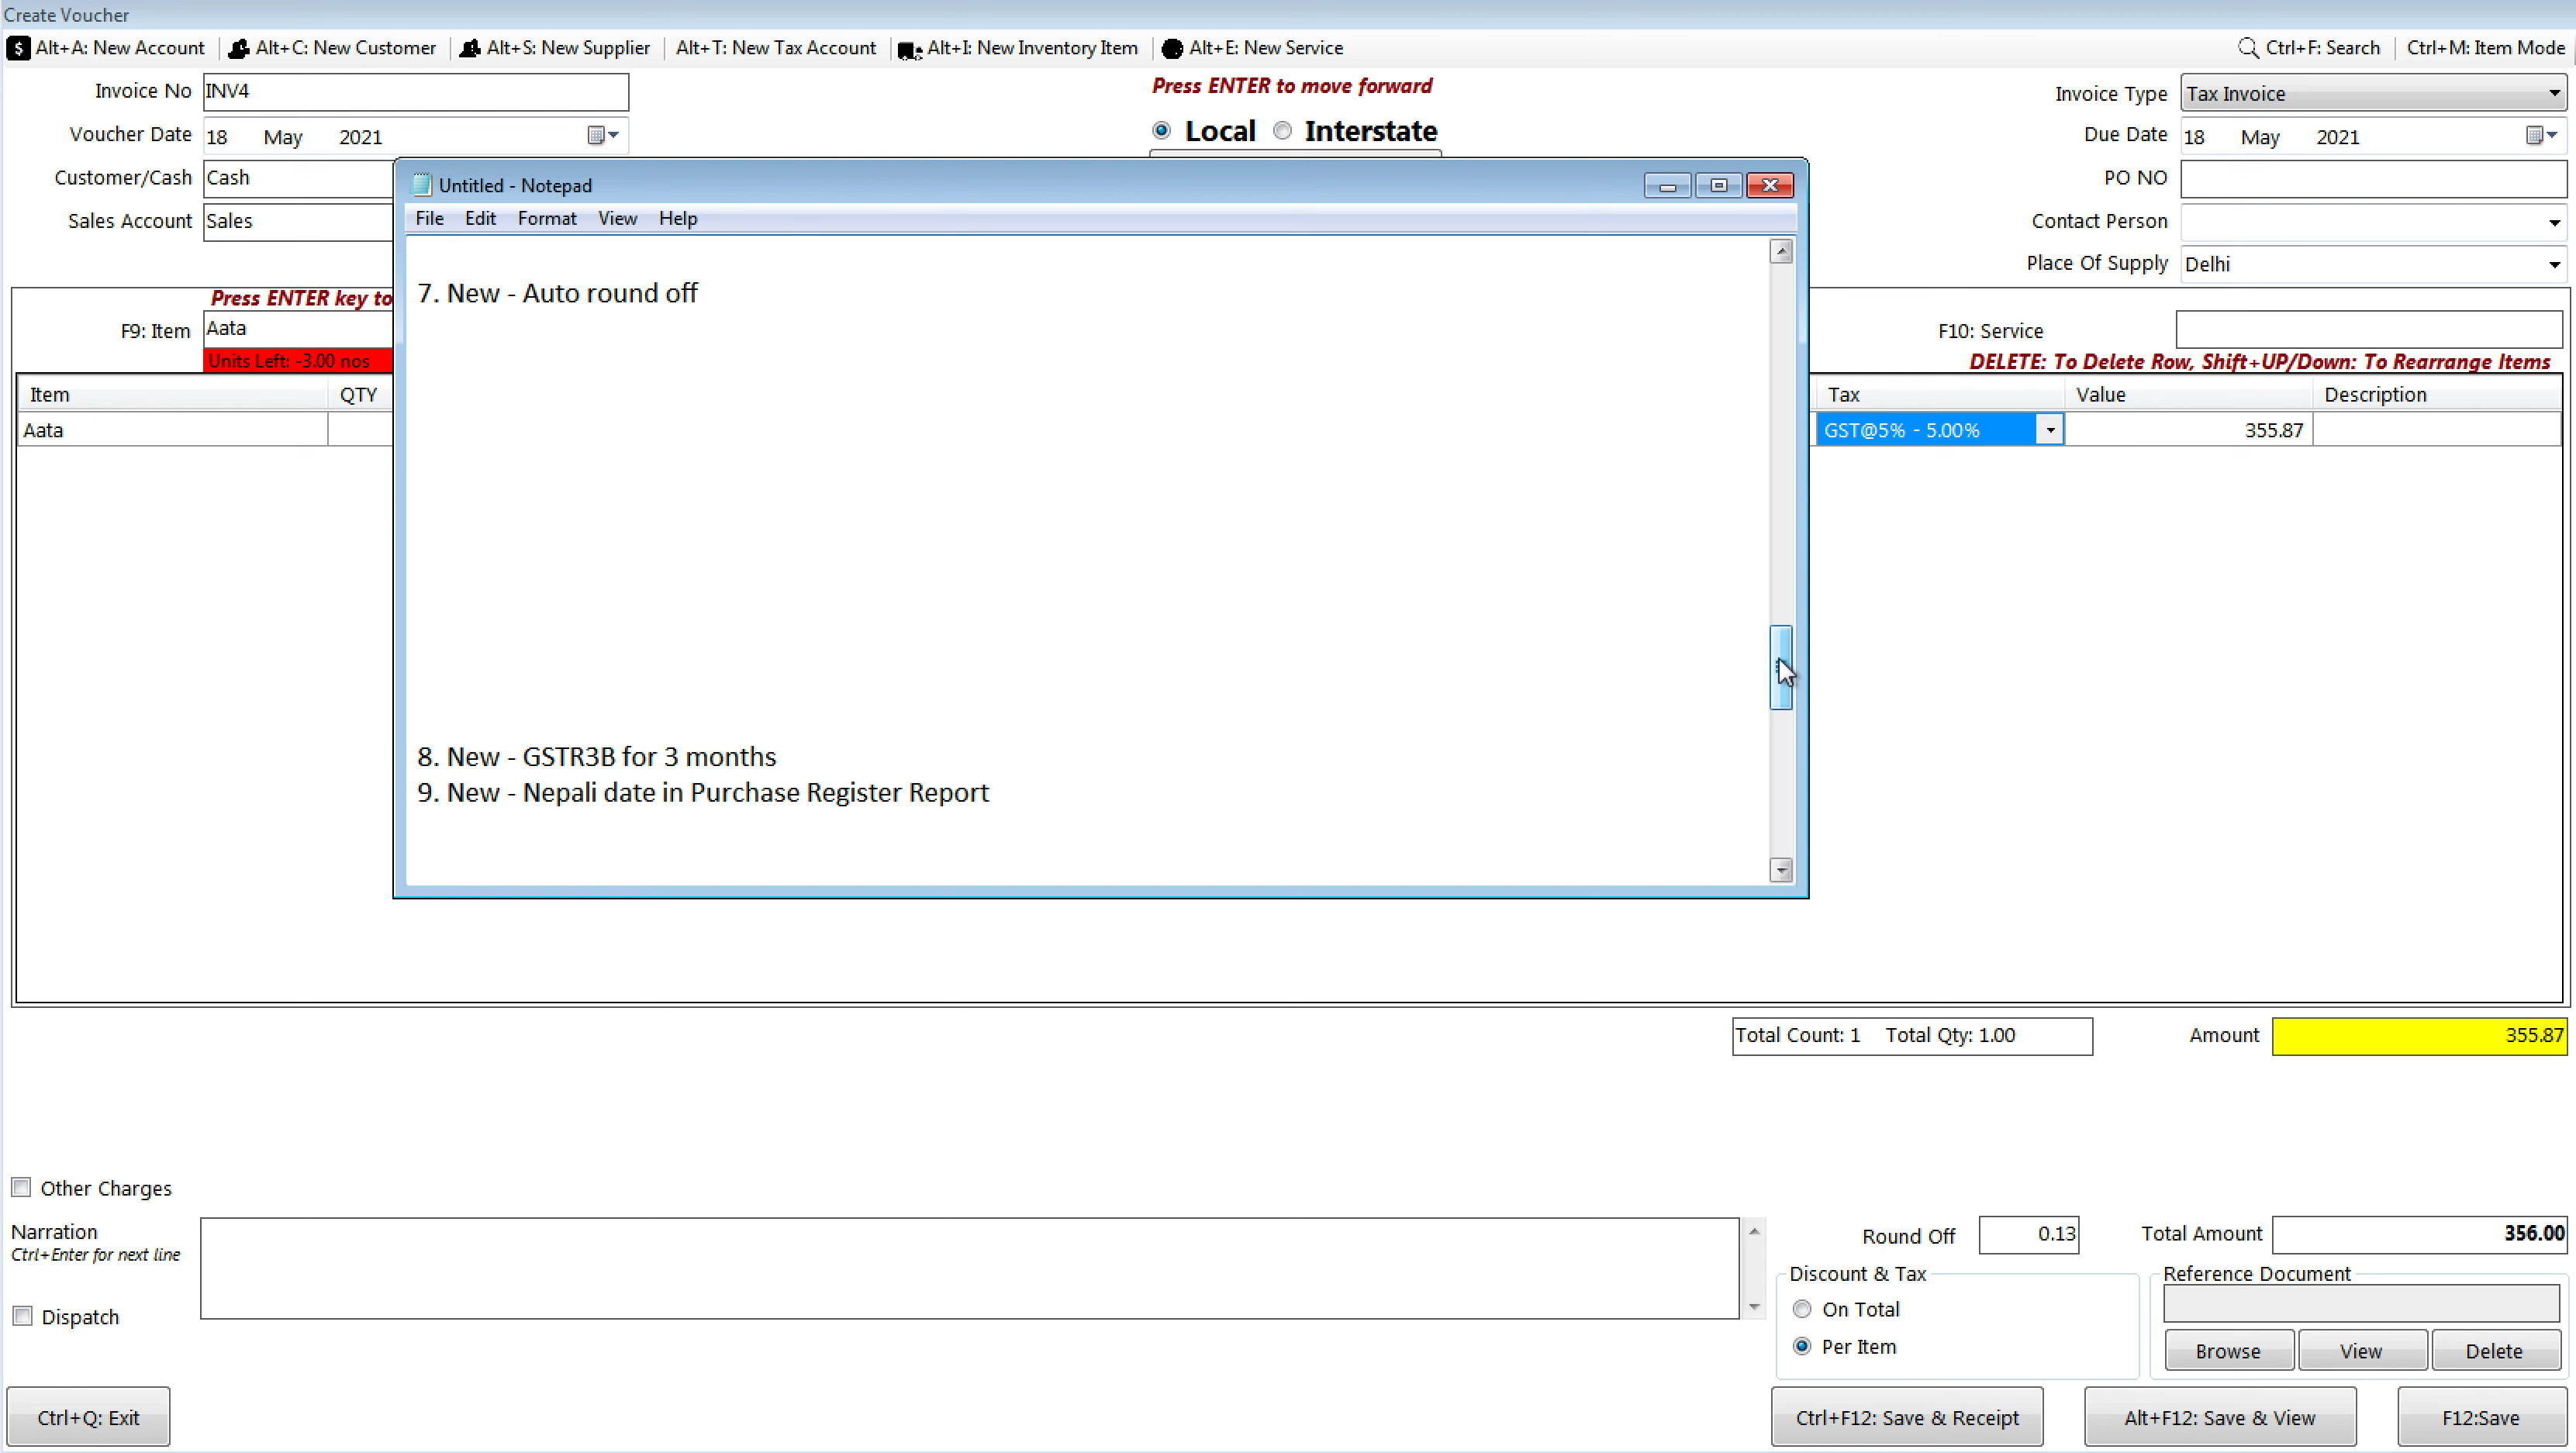 Create Voucher
Alt+A: New Account Alt+C: New Customer Alt+S: New Supplier Alt+T: New Tax Account Alt+I: New Inventory Item Alt+E: New Service Ctrl+F: Search Ctrl+M: Item Mode
Invoice No INV4 Press ENTER to move forward Invoice Type Tax Invoice
Voucher Date 18 May 2021 Local Interstate Due Date 18 May 2021
Customer/Cash Cash PO NO
Sales Account Sales Contact Person
Place Of Supply Delhi
Untitled - Notepad
File Edit Format View Help
7. New - Auto round off
8. New - GSTR3B for 3 months
9. New - Nepali date in Purchase Register Report
Press ENTER key to
F9: Item Aata F10: Service
Units Left: -3.00 nos DELETE: To Delete Row, Shift+UP/Down: To Rearrange Items
Item QTY Tax Value Description
Aata GST@5% - 5.00% 355.87
Total Count: 1 Total Qty: 1.00 Amount 355.87
Other Charges
Narration Round Off 0.13 Total Amount 356.00
Ctrl+Enter for next line
Discount & Tax Reference Document
On Total
Dispatch
Per Item Browse View Delete
Ctrl+Q: Exit Ctrl+F12: Save & Receipt Alt+F12: Save & View F12:Save